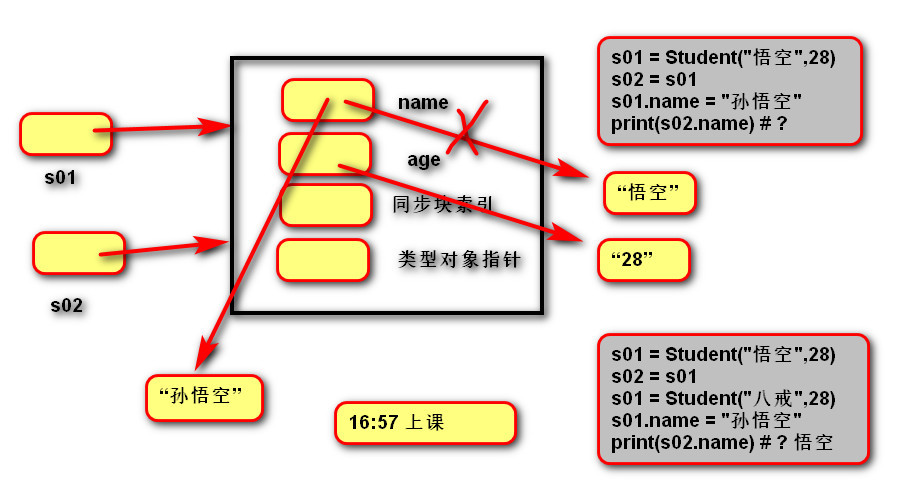 s01 = Student("悟空",28)
s02 = s01
s01.name = "孙悟空"
print(s02.name) # ?
name
age
同步块索引
类型对象指针
s01
s02
“悟空”
“28”
“孙悟空”
16:57 上课
s01 = Student("悟空",28)
s02 = s01
s01 = Student("八戒",28)
s01.name = "孙悟空"
print(s02.name) # ? 悟空